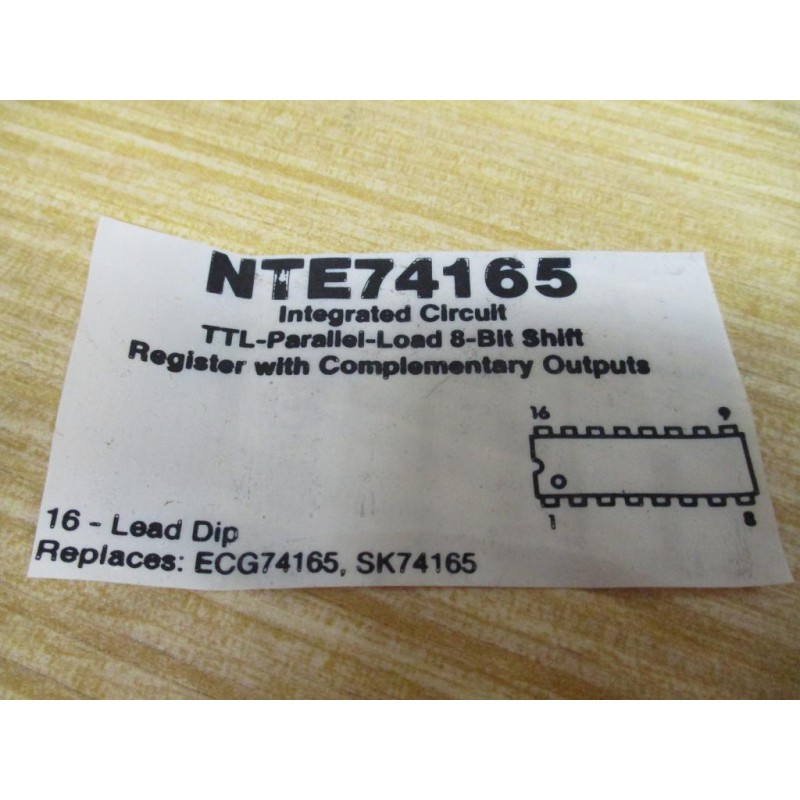 NTE74165
Integrated Circuit
TTL-Parallel-Load 8-Bit Shift
Register with Complementary Outputs
16 9
1 8
16 - Lead Dip
Replaces: ECG74165, SK74165